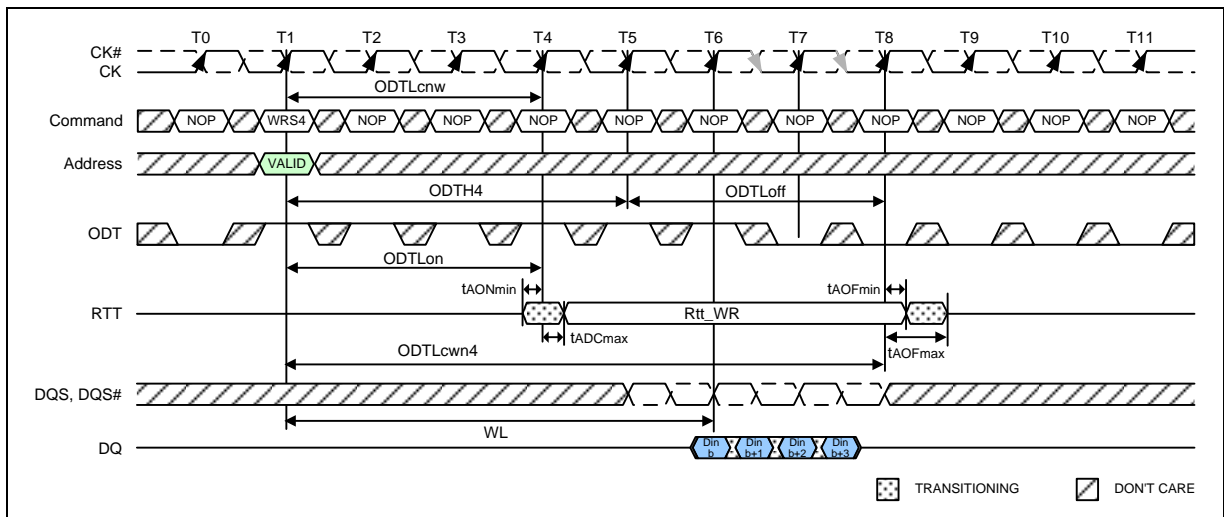 T0 T1 T2 T3 T4 T5 T6 T7 T8 T9 T10 T11
CK#
CK
ODTLcnw
Command NOP WRS4 NOP NOP NOP NOP NOP NOP NOP NOP NOP NOP
Address VALID
ODTH4 ODTLoff
ODT
ODTLon
tAONmin tAOFmin
RTT Rtt_WR
tADCmax tAOFmax
ODTLcwn4
DQS, DQS#
WL
DQ Din b Din b+1 Din b+2 Din b+3
TRANSITIONING DON'T CARE